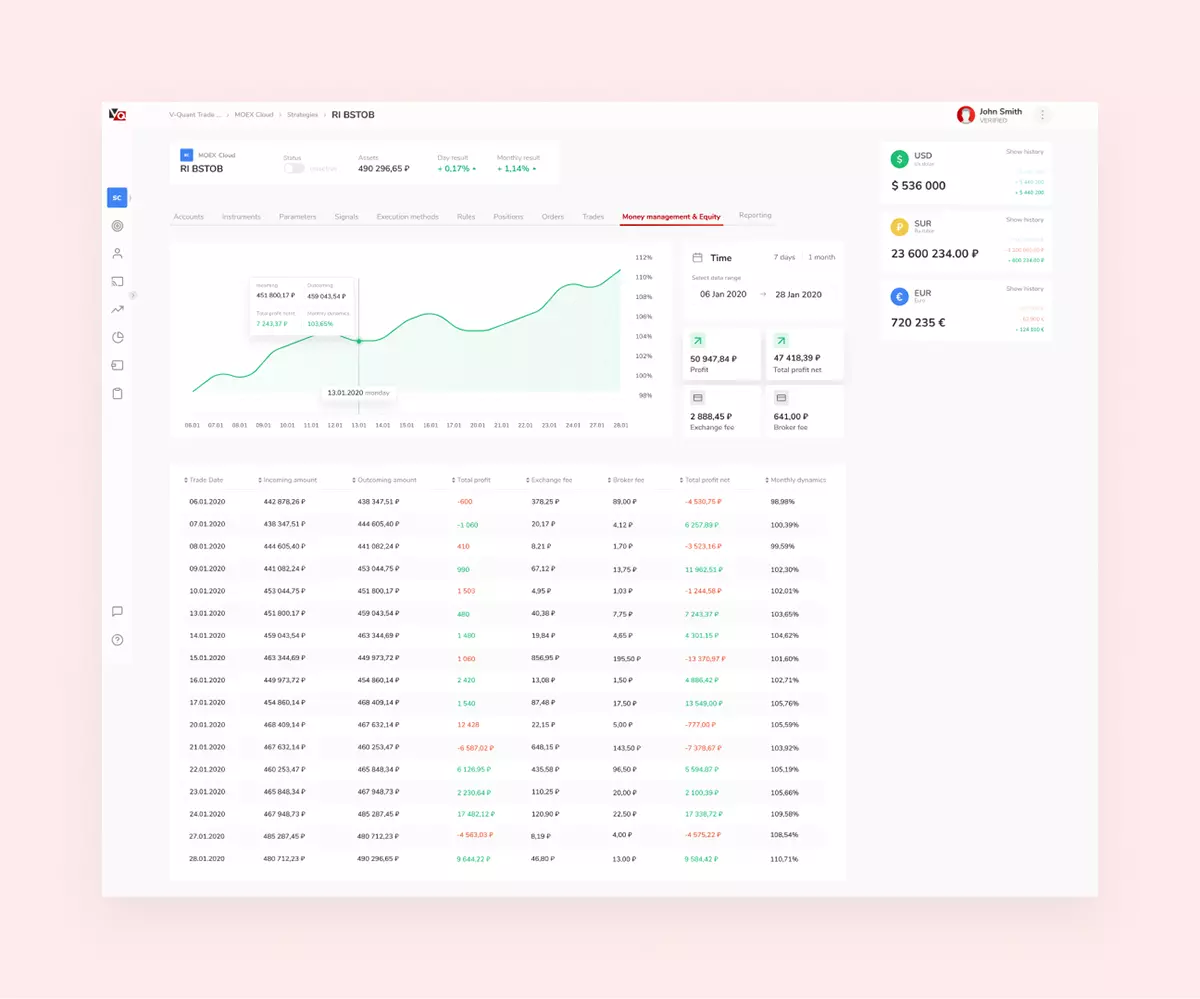 VQ
V-Quant Trade ... › MOEX Cloud › Strategies › RI BSTOB
John Smith
VERIFIED
MOEX Cloud
RI BSTOB
Status
Assets
490 296,65 ₽
Day result
+ 0,17%
Monthly result
+ 1,14%
USD
$ 536 000
Show history
+ 5 440 200
SUR
23 600 234.00 ₽
Show history
+ 600 234.00 ₽
EUR
Euro
720 235 €
Show history
SC
Accounts Instruments Parameters Signals Execution methods Rules Positions Orders Trades Money management & Equity Reporting
Incoming Outcoming
451 800,17 ₽ 459 043,54 ₽
Total profit Monthly dynamics
7 243,37 ₽ 103,65%
13.01.2020 monday
112%
110%
108%
106%
104%
102%
100%
98%
06.01 07.01 08.01 09.01 10.01 11.01 12.01 13.01 14.01 15.01 16.01 17.01 20.01 21.01 22.01 23.01 24.01 27.01 28.01
Time 7 days 1 month
Select data range
06 Jan 2020 → 28 Jan 2020
50 947,84 ₽
Profit
47 418,39 ₽
Total profit net
2 888,45 ₽
Exchange fee
641,00 ₽
Broker fee
Trade Date Incoming amount Outcoming amount Total profit Exchange fee Broker fee Total profit net Monthly dynamics
06.01.2020 442 878,26 ₽ 438 347,51 ₽ -600 378,25 ₽ 89,00 ₽ -4 530,75 ₽ 98,98%
07.01.2020 438 347,51 ₽ 444 605,40 ₽ -1 060 20,17 ₽ 4,12 ₽ 6 257,89 ₽ 100,39%
08.01.2020 444 605,40 ₽ 441 082,24 ₽ 410 8,21 ₽ 1,70 ₽ -3 523,16 ₽ 99,59%
09.01.2020 441 082,24 ₽ 453 044,75 ₽ 990 67,12 ₽ 13,75 ₽ 11 962,51 ₽ 102,30%
10.01.2020 453 044,75 ₽ 451 800,17 ₽ 1 503 4,95 ₽ 1,03 ₽ -1 244,58 ₽ 102,01%
13.01.2020 451 800,17 ₽ 459 043,54 ₽ 480 40,38 ₽ 7,75 ₽ 7 243,37 ₽ 103,65%
14.01.2020 459 043,54 ₽ 463 344,69 ₽ 1 480 19,84 ₽ 4,65 ₽ 4 301,15 ₽ 104,62%
15.01.2020 463 344,69 ₽ 449 973,72 ₽ 1 060 856,95 ₽ 195,50 ₽ -13 370,97 ₽ 101,60%
16.01.2020 449 973,72 ₽ 454 860,14 ₽ 2 420 13,08 ₽ 1,50 ₽ 4 886,42 ₽ 102,71%
17.01.2020 454 860,14 ₽ 468 409,14 ₽ 1 540 87,48 ₽ 17,50 ₽ 13 549,00 ₽ 105,76%
20.01.2020 468 409,14 ₽ 467 632,14 ₽ 12 428 22,15 ₽ 5,00 ₽ -777,00 ₽ 105,59%
21.01.2020 467 632,14 ₽ 460 253,47 ₽ -6 587,02 ₽ 648,15 ₽ 143,50 ₽ -7 378,67 ₽ 103,92%
22.01.2020 460 253,47 ₽ 465 848,34 ₽ 6 126,95 ₽ 435,58 ₽ 96,50 ₽ 5 594,87 ₽ 105,19%
23.01.2020 465 848,34 ₽ 467 948,73 ₽ 2 230,64 ₽ 110,25 ₽ 20,00 ₽ 2 100,39 ₽ 105,66%
24.01.2020 467 948,73 ₽ 485 287,45 ₽ 17 482,12 ₽ 120,90 ₽ 22,50 ₽ 17 338,72 ₽ 109,58%
27.01.2020 485 287,45 ₽ 480 712,23 ₽ -4 563,03 ₽ 8,19 ₽ 4,00 ₽ -4 575,22 ₽ 108,54%
28.01.2020 480 712,23 ₽ 490 296,65 ₽ 9 644,22 ₽ 46,80 ₽ 13,00 ₽ 9 584,42 ₽ 110,71%